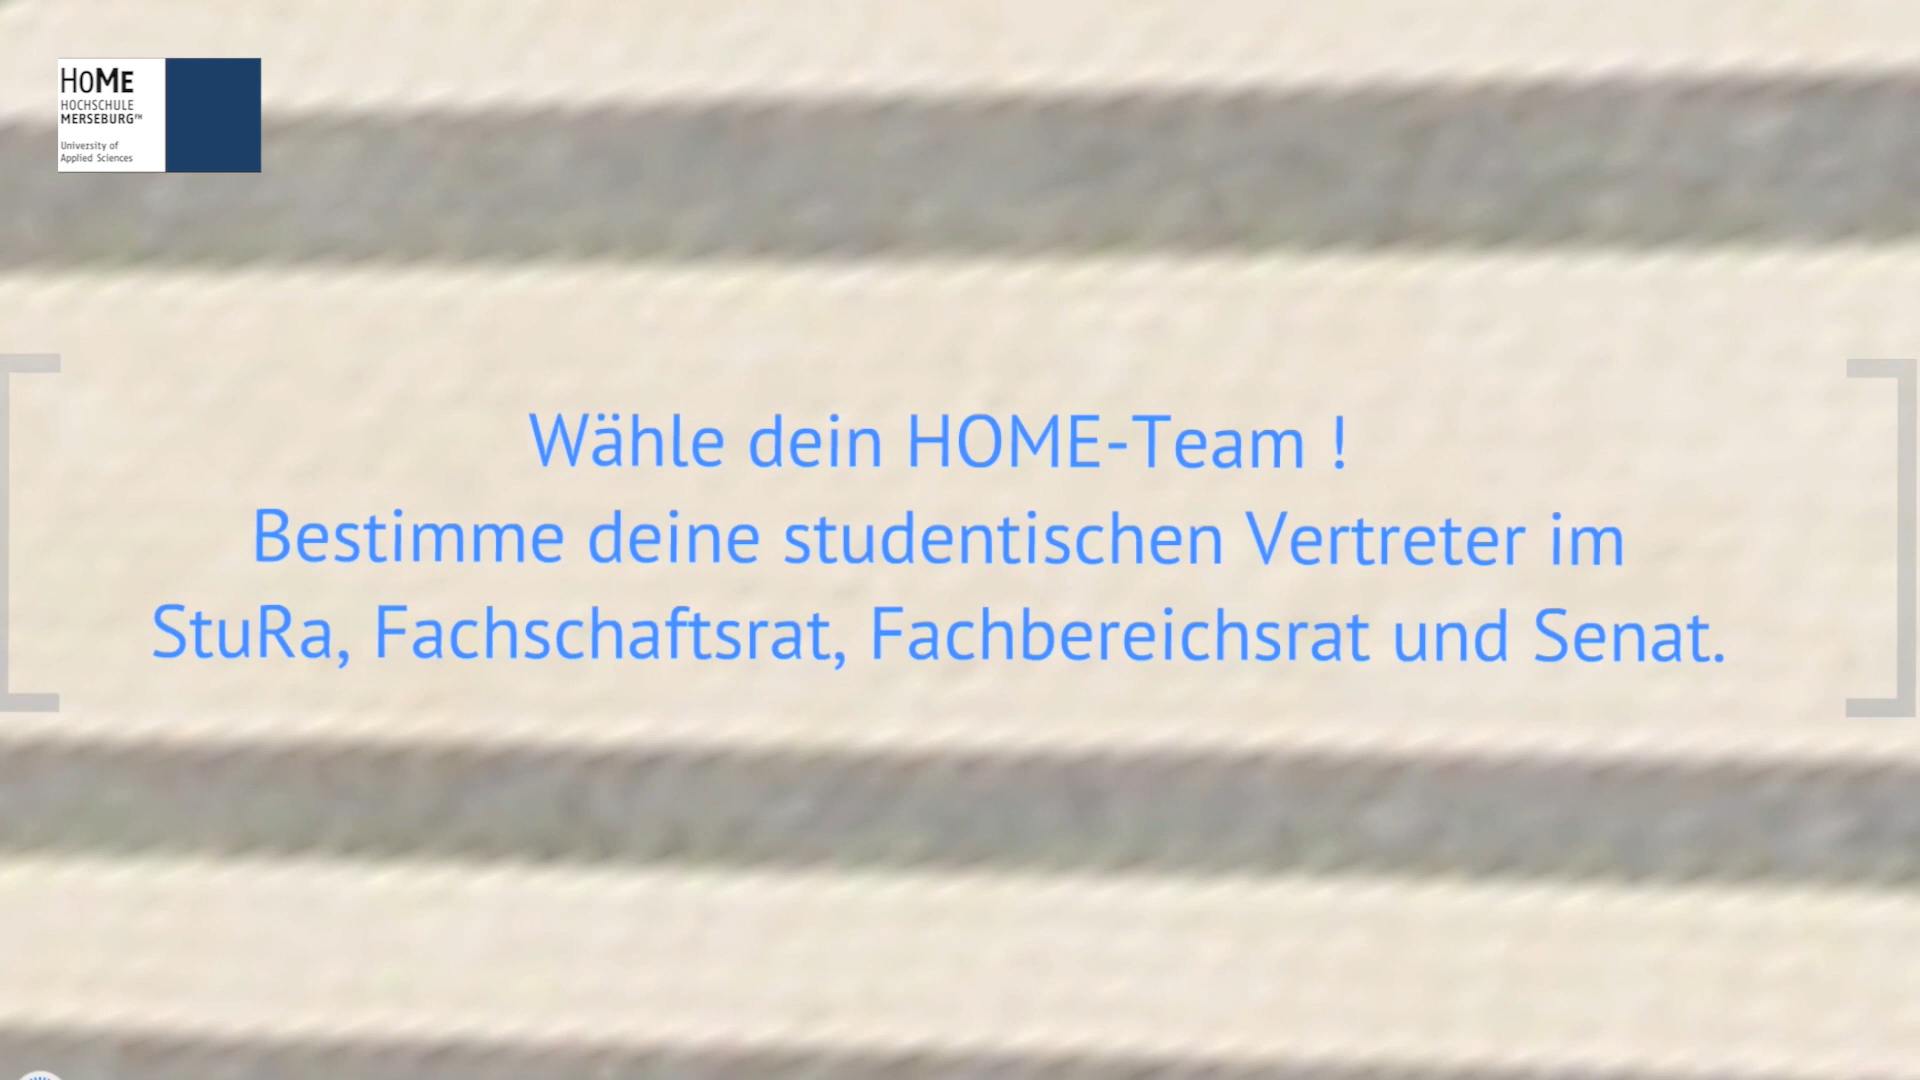 HOME
HOCHSCHULE
MERSEBURG FH
University of
Applied Sciences
Wähle dein HOME-Team !
Bestimme deine studentischen Vertreter im
StuRa, Fachschaftsrat, Fachbereichsrat und Senat.